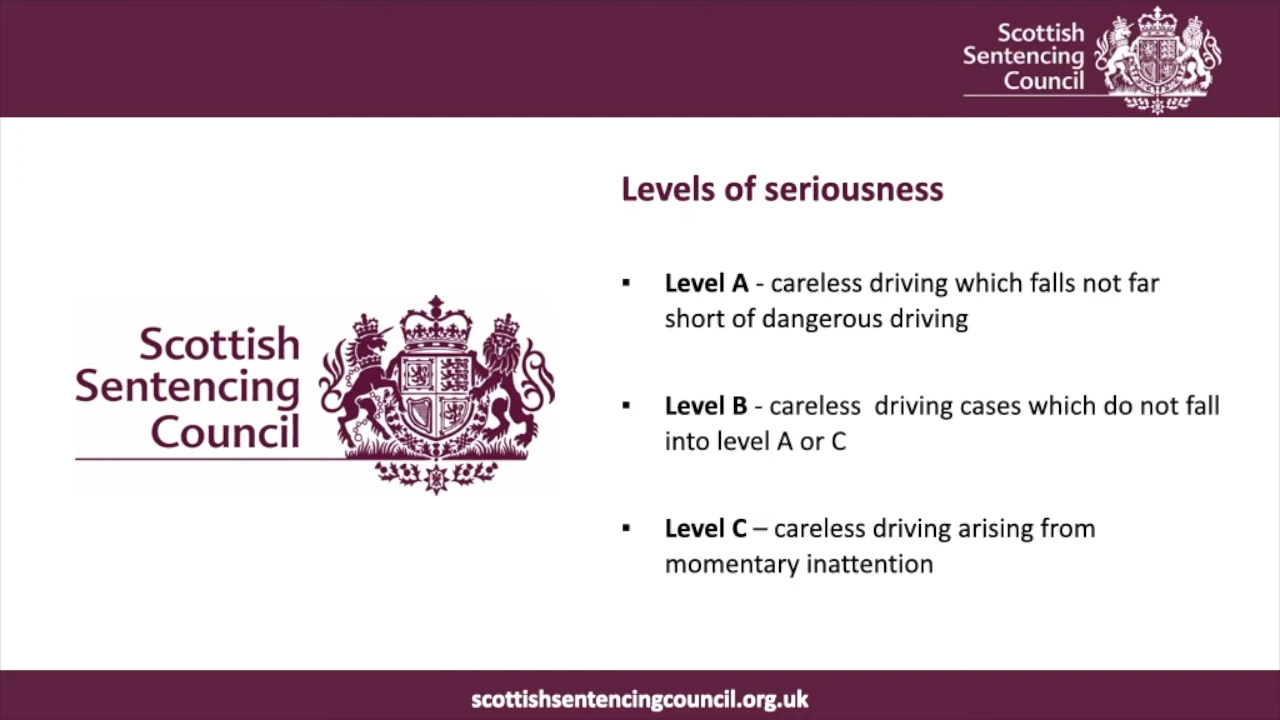 Scottish
Sentencing
Council
Levels of seriousness
▪ Level A - careless driving which falls not far
short of dangerous driving
▪ Level B - careless  driving cases which do not fall
into level A or C
▪ Level C – careless driving arising from
momentary inattention
Scottish
Sentencing
Council
scottishsentencingcouncil.org.uk